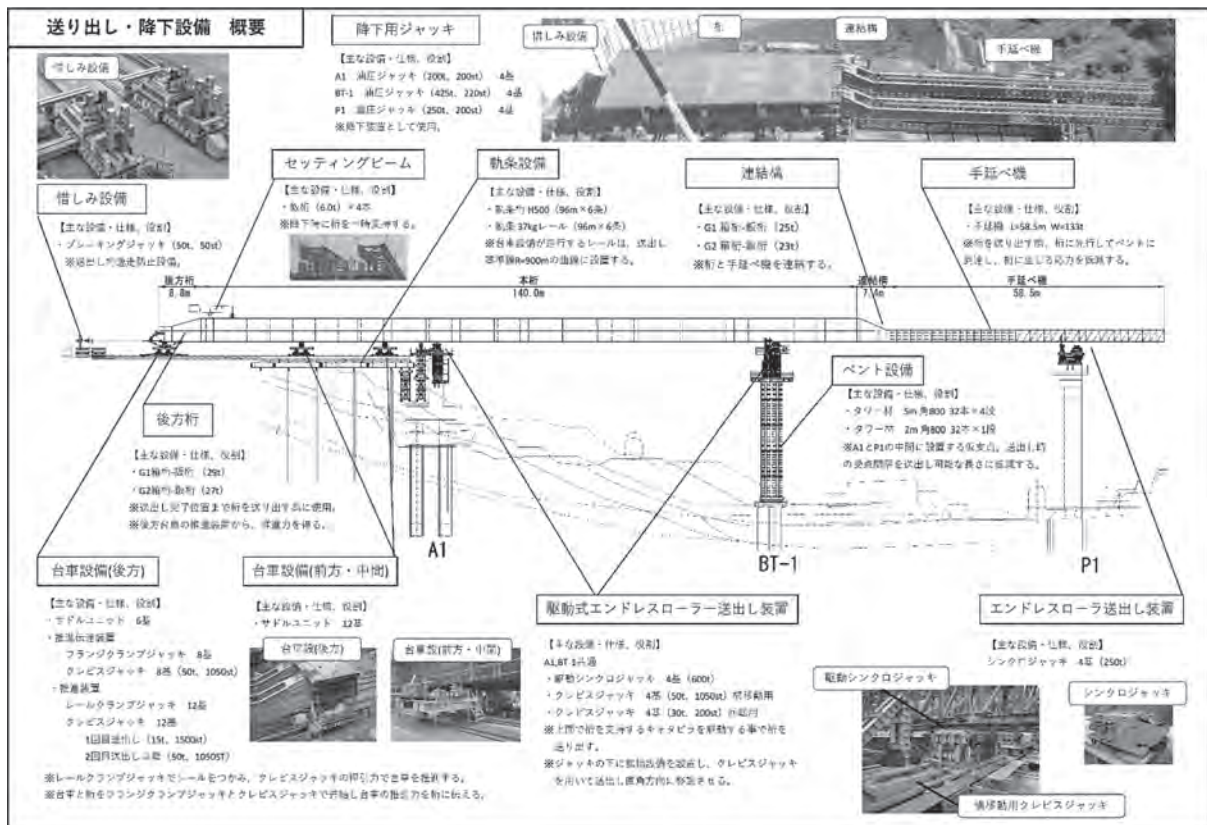 送り出し・降下設備 概要
惜しみ設備
降下用ジャッキ
【主な設備・仕様、役割】
A1 油圧ジャッキ（200t、200st） 4基
BT-1 油圧ジャッキ（425t、220st） 4基
P1 油圧ジャッキ（250t、200st） 4基
※降下装置として使用。
惜しみ設備
桁
連結構
手延べ機
惜しみ設備
【主な設備・仕様、役割】
・ブレーキングジャッキ（50t、50st）
※送出し時逸走防止設備。
セッティングビーム
【主な設備・仕様、役割】
・鈑桁（6.0t）×4本
※降下時に桁を一時支持する。
軌条設備
【主な設備・仕様、役割】
・軌条桁 H500（96m×6条）
・軌条 37kgレール（96m×6条）
※台車設備が走行するレールは、送出し
基準線R=900mの曲線に設置する。
連結構
【主な設備・仕様、役割】
・G1 箱桁-鈑桁（25t）
・G2 箱桁-鈑桁（23t）
※桁と手延べ機を連結する。
手延べ機
【主な設備・仕様、役割】
・手延機 L=58.5m W=133t
※桁を送り出す際、桁に先行してベントに
到達し、桁に生じる応力を低減する。
後方桁 本桁 連結構 手延べ機
8.8m 140.0m 7.4m 58.5m
後方桁
【主な設備・仕様、役割】
・G1箱桁-鈑桁（29t）
・G2箱桁-鈑桁（27t）
※送出し完了位置まで桁を送り出す為に使用。
※後方台車の推進装置から、推進力を得る。
ベント設備
【主な設備・仕様、役割】
・タワー材 5m 角800 32本×4段
・タワー材 2m 角800 32本×1段
※A1とP1の中間に設置する仮支点。送出し時
の支点間隔を送出し可能な長さに低減する。
A1
BT-1
P1
台車設備(後方)
【主な設備・仕様、役割】
・サドルユニット 6基
・推進伝達装置
フランジクランプジャッキ 8基
クレビスジャッキ 8基（50t、1050st）
・推進装置
レールクランプジャッキ 12基
クレビスジャッキ 12基
1回目送出し（15t、1500st）
2回目送出し以降（50t、1050ST）
※レールクランプジャッキでレールをつかみ、クレビスジャッキの押引力で台車を推進する。
※台車と桁をフランジクランプジャッキとクレビスジャッキで連結し台車の推進力を桁に伝える。
台車設備(前方・中間)
【主な設備・仕様、役割】
・サドルユニット 12基
台車設(後方)
台車設(前方・中間)
駆動式エンドレスローラー送出し装置
【主な設備・仕様、役割】
A1,BT-1共通
・駆動シンクロジャッキ 4基（600t）
・クレビスジャッキ 4基（50t、1050st）横移動用
・クレビスジャッキ 4基（30t、200st）
※上面で桁を支持するキャタピラを駆動する事で桁を
送り出す。
※ジャッキの下に
を用いて送出し直角方向に移動させる。
エンドレスローラ送出し装置
【主な設備・仕様、役割】
シンクロジャッキ 4基（250t）
駆動シンクロジャッキ
シンクロジャッキ
横移動用クレビスジャッキ